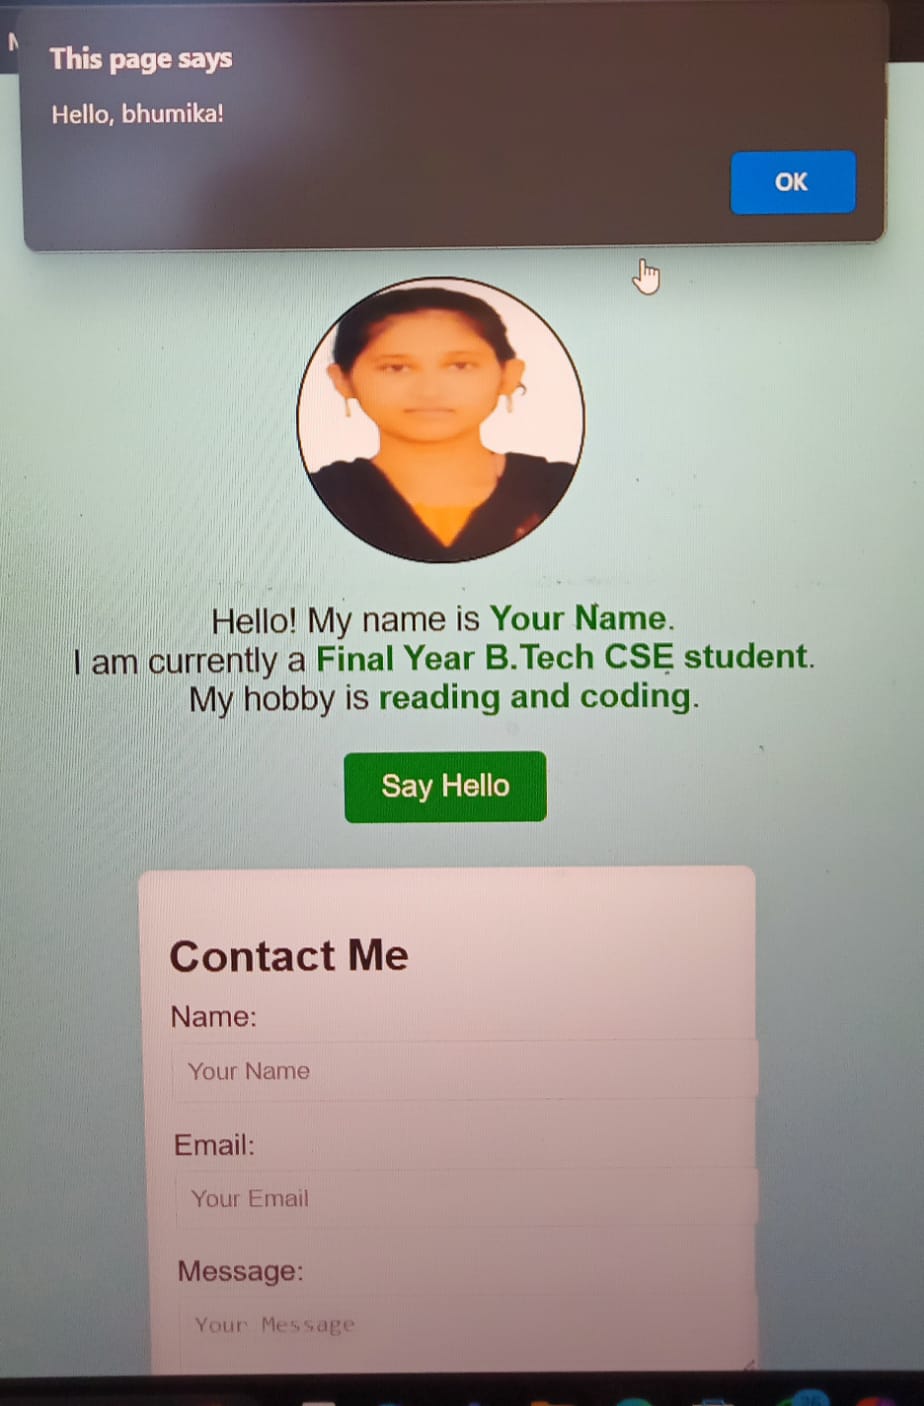 This page says
Hello, bhumika!
OK
Hello! My name is Your Name.
I am currently a Final Year B.Tech CSE student.
My hobby is reading and coding.
Say Hello
Contact Me
Name:
Your Name
Email:
Your Email
Message:
Your Message